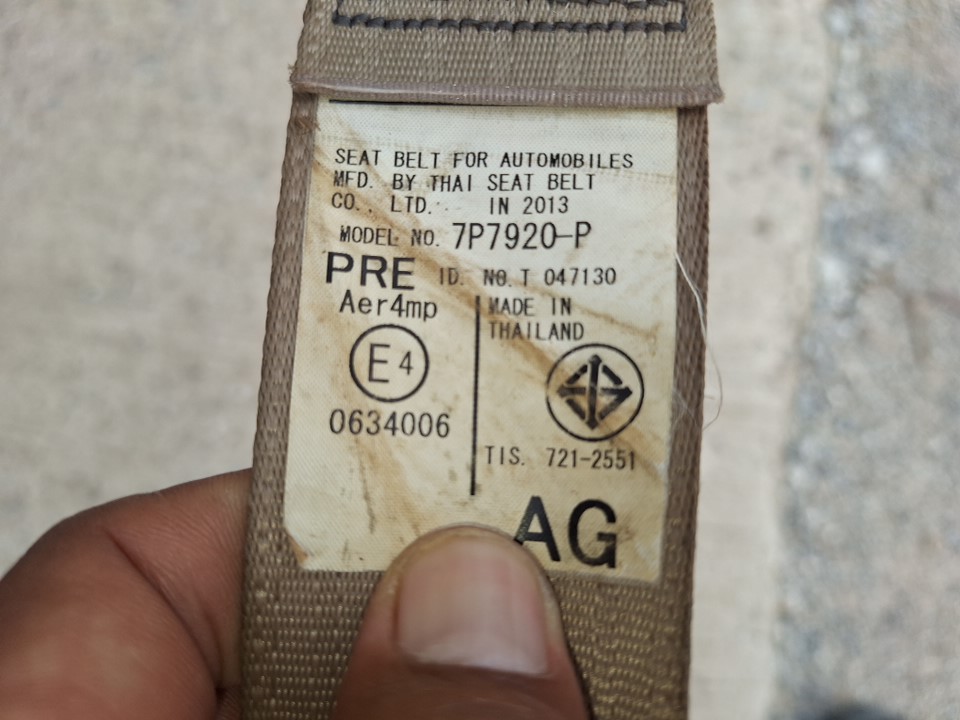 SEAT BELT FOR AUTOMOBILES
MFD. BY THAI SEAT BELT
CO., LTD. IN 2013
MODEL NO. 7P7920-P
PRE ID. NO. T 047130
Aer4mp
E4
0634006
MADE IN
THAILAND
TIS. 721-2551
AG